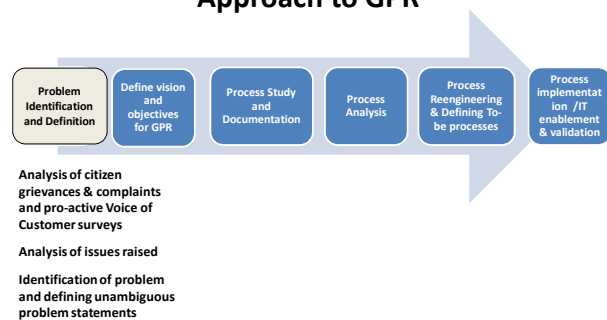 Approach to GPR
Problem
Identification
and Definition
Define vision
and
objectives
for GPR
Process Study
and
Documentation
Process
Analysis
Process
Reengineering
& Defining To-
be processes
Process
implementat
ion /IT
enablement
& validation
Analysis of citizen
grievances & complaints
and pro-active Voice of
Customer surveys
Analysis of issues raised
Identification of problem
and defining unambiguous
problem statements